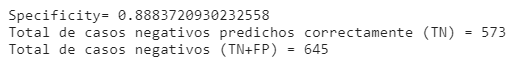 Specificity= 0.8883720930232558
Total de casos negativos predichos correctamente (TN) = 573
Total de casos negativos (TN+FP) = 645